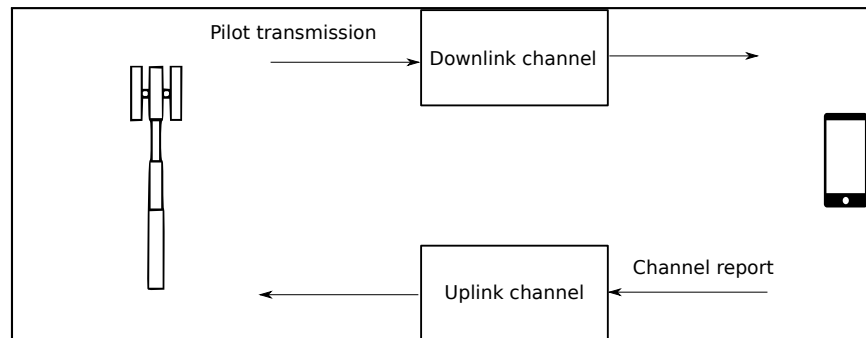 Pilot transmission
Downlink channel
Channel report
Uplink channel